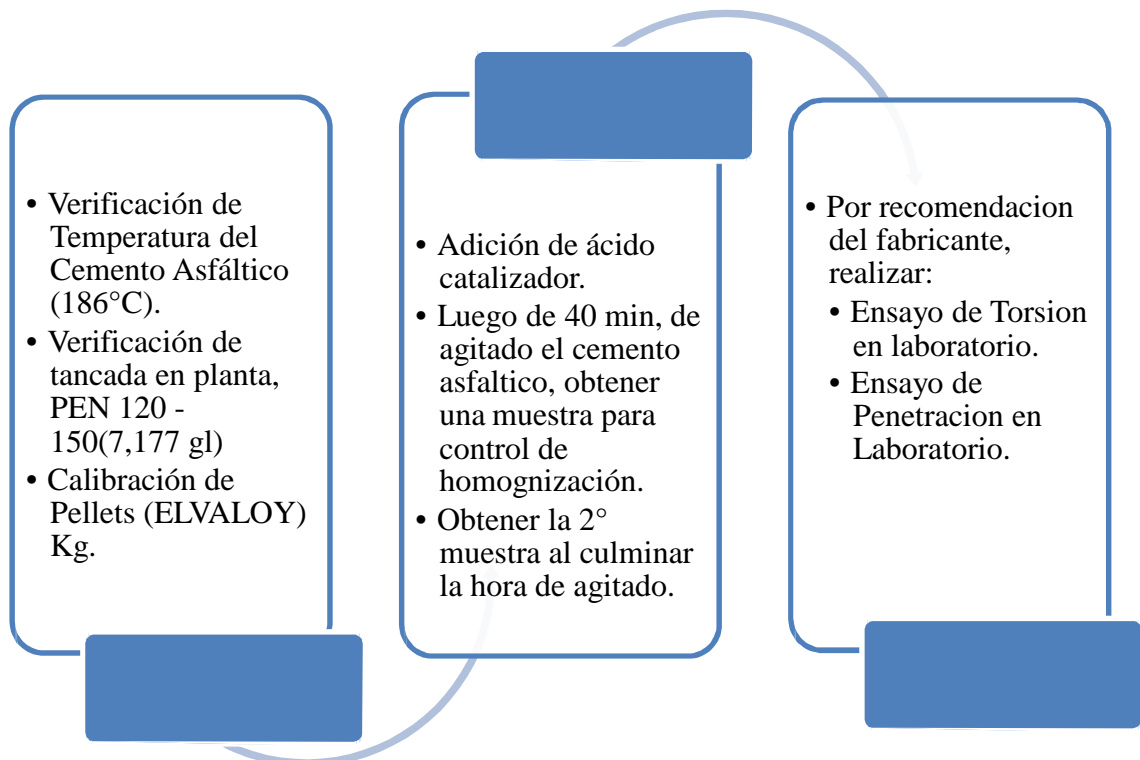 • Verificación de
Temperatura del
Cemento Asfáltico
(186°C).
• Verificación de
tancada en planta,
PEN 120 -
150(7,177 gl)
• Calibración de
Pellets (ELVALOY)
Kg.
• Adición de ácido
catalizador.
• Luego de 40 min, de
agitado el cemento
asfaltico, obtener
una muestra para
control de
homognización.
• Obtener la 2°
muestra al culminar
la hora de agitado.
• Por recomendacion
del fabricante,
realizar:
• Ensayo de Torsion
en laboratorio.
• Ensayo de
Penetracion en
Laboratorio.